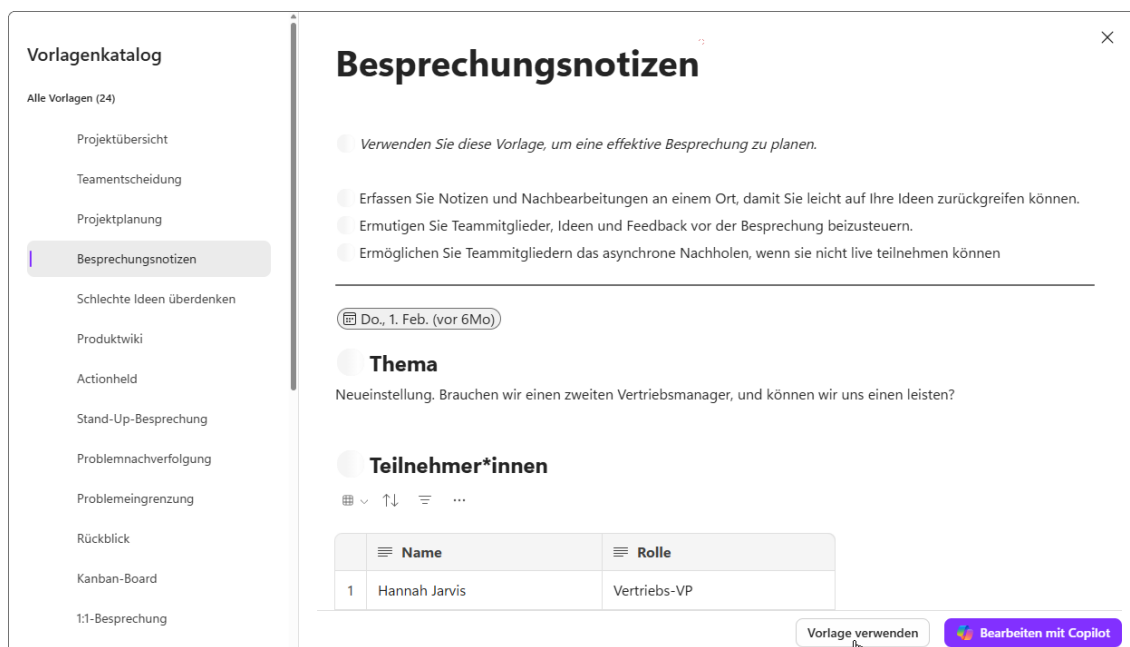 Vorlagenkatalog
Alle Vorlagen (24)
Projektübersicht
Teamentscheidung
Projektplanung
Besprechungsnotizen
Schlechte Ideen überdenken
Produktwiki
Actionheld
Stand-Up-Besprechung
Problemnachverfolgung
Problemeingrenzung
Rückblick
Kanban-Board
1:1-Besprechung
Besprechungsnotizen
Verwenden Sie diese Vorlage, um eine effektive Besprechung zu planen.
Erfassen Sie Notizen und Nachbearbeitungen an einem Ort, damit Sie leicht auf Ihre Ideen zurückgreifen können.
Ermutigen Sie Teammitglieder, Ideen und Feedback vor der Besprechung beizusteuern.
Ermöglichen Sie Teammitgliedern das asynchrone Nachholen, wenn sie nicht live teilnehmen können
Do., 1. Feb. (vor 6Mo)
Thema
Neueinstellung. Brauchen wir einen zweiten Vertriebsmanager, und können wir uns einen leisten?
Teilnehmer*innen
Name Rolle
1 Hannah Jarvis Vertriebs-VP
Vorlage verwenden Bearbeiten mit Copilot